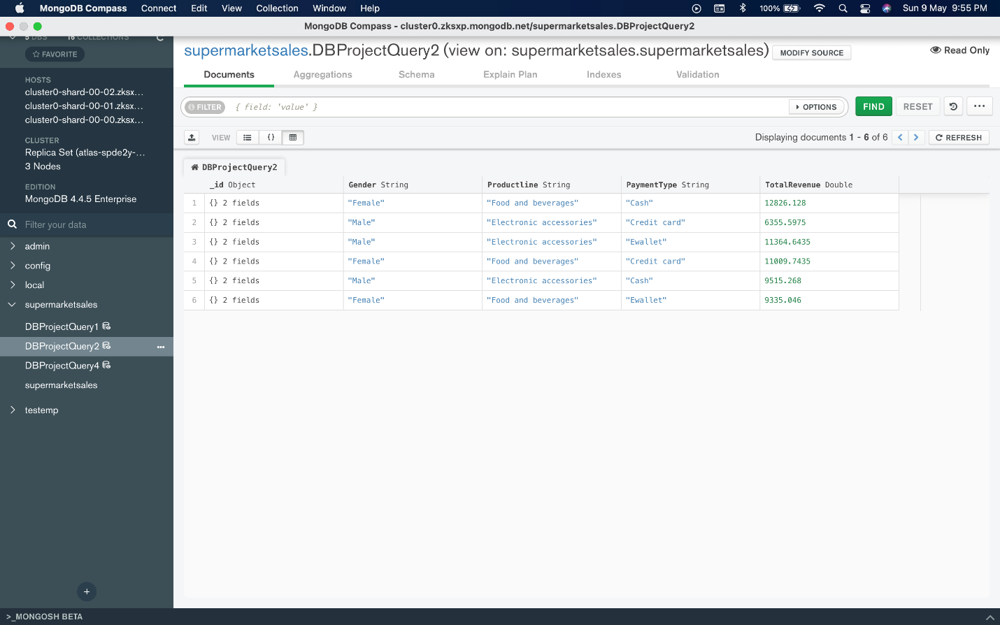 MongoDB Compass Connect Edit View Collection Window Help 100% Sun 9 May 9:55 PM
MongoDB Compass - cluster0.zksxp.mongodb.net/supermarketsales.DBProjectQuery2
5 DBS 16 COLLECTIONS
FAVORITE
HOSTS
cluster0-shard-00-02.zksx...
cluster0-shard-00-01.zksx...
cluster0-shard-00-00.zksx...
CLUSTER
Replica Set (atlas-spde2y-...
3 Nodes
EDITION
MongoDB 4.4.5 Enterprise
Filter your data
admin
config
local
supermarketsales
DBProjectQuery1
DBProjectQuery2 ...
DBProjectQuery4
supermarketsales
testemp
+
supermarketsales.DBProjectQuery2 (view on: supermarketsales.supermarketsales) MODIFY SOURCE Read Only
Documents Aggregations Schema Explain Plan Indexes Validation
FILTER { field: 'value' } OPTIONS FIND RESET ...
VIEW {} Displaying documents 1 - 6 of 6 REFRESH
DBProjectQuery2
_id Object Gender String Productline String PaymentType String TotalRevenue Double
1 {} 2 fields "Female" "Food and beverages" "Cash" 12826.128
2 {} 2 fields "Male" "Electronic accessories" "Credit card" 6355.5975
3 {} 2 fields "Male" "Electronic accessories" "Ewallet" 11364.6435
4 {} 2 fields "Female" "Food and beverages" "Credit card" 11009.7435
5 {} 2 fields "Male" "Electronic accessories" "Cash" 9515.268
6 {} 2 fields "Female" "Food and beverages" "Ewallet" 9335.046
>_MONGOSH BETA